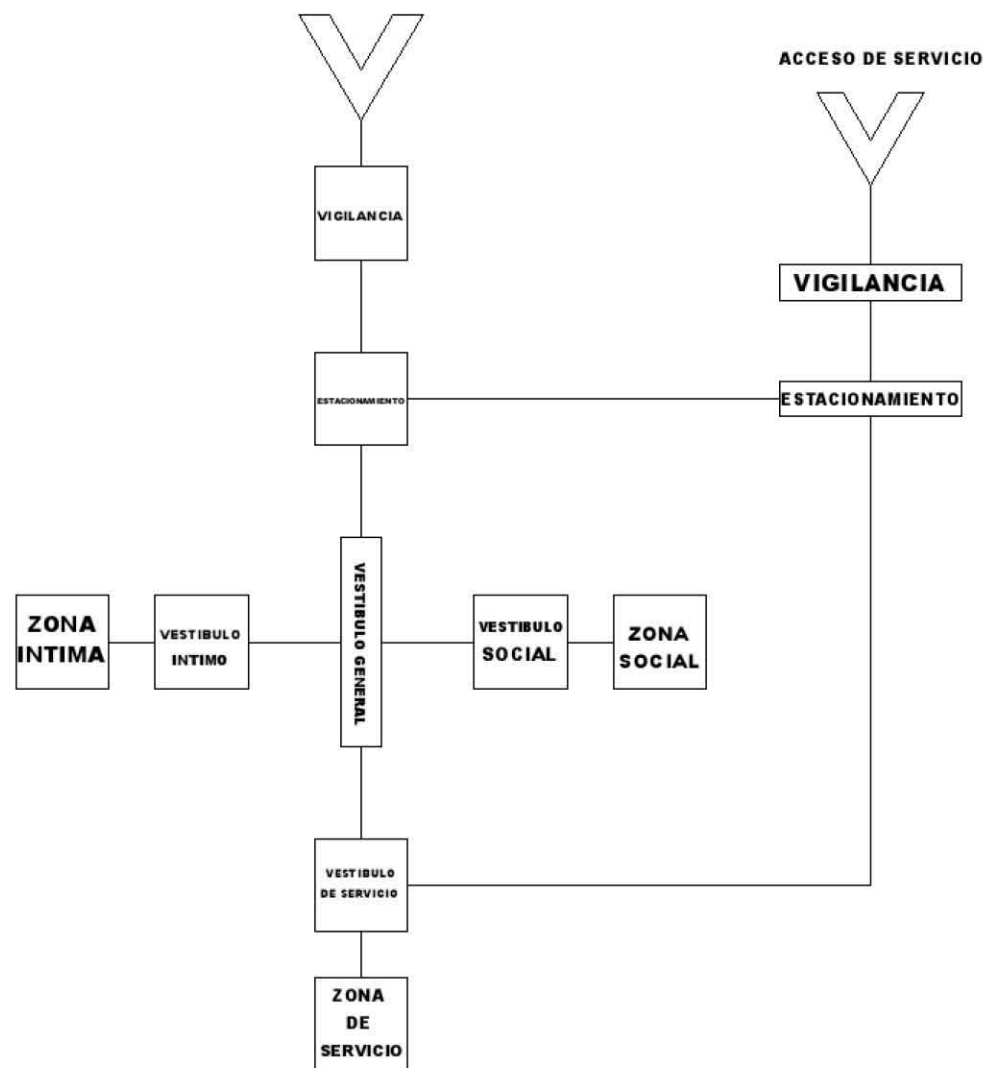 ACCESO DE SERVICIO
VIGILANCIA
VIGILANCIA
ESTACIONAMIENTO
ESTACIONAMIENTO
VESTIBULO GENERAL
ZONA
INTIMA
VESTIBULO
INTIMO
VESTIBULO
SOCIAL
ZONA
SOCIAL
VESTIBULO
DE SERVICIO
ZONA
DE
SERVICIO